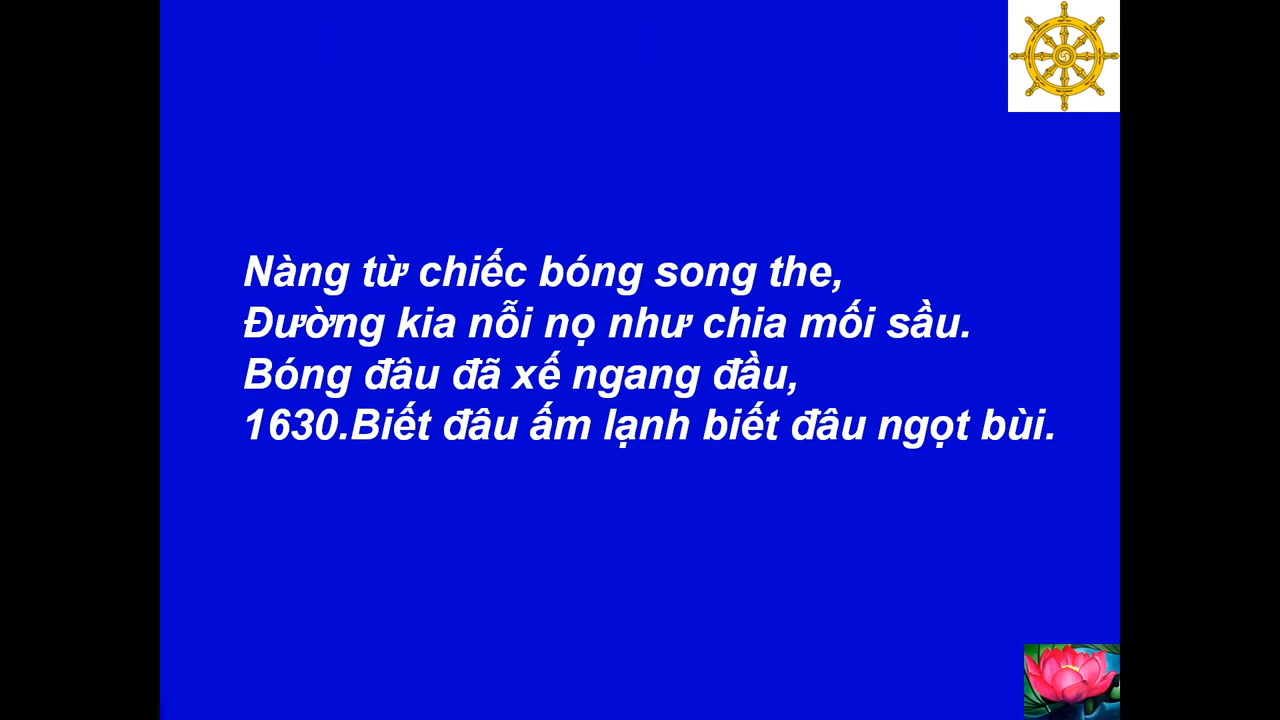 Nàng từ chiếc bóng song the,
Đường kia nỗi nọ như chia mối sầu.
Bóng đâu đã xế ngang đầu,
1630.Biết đâu ấm lạnh biết đâu ngọt bùi.